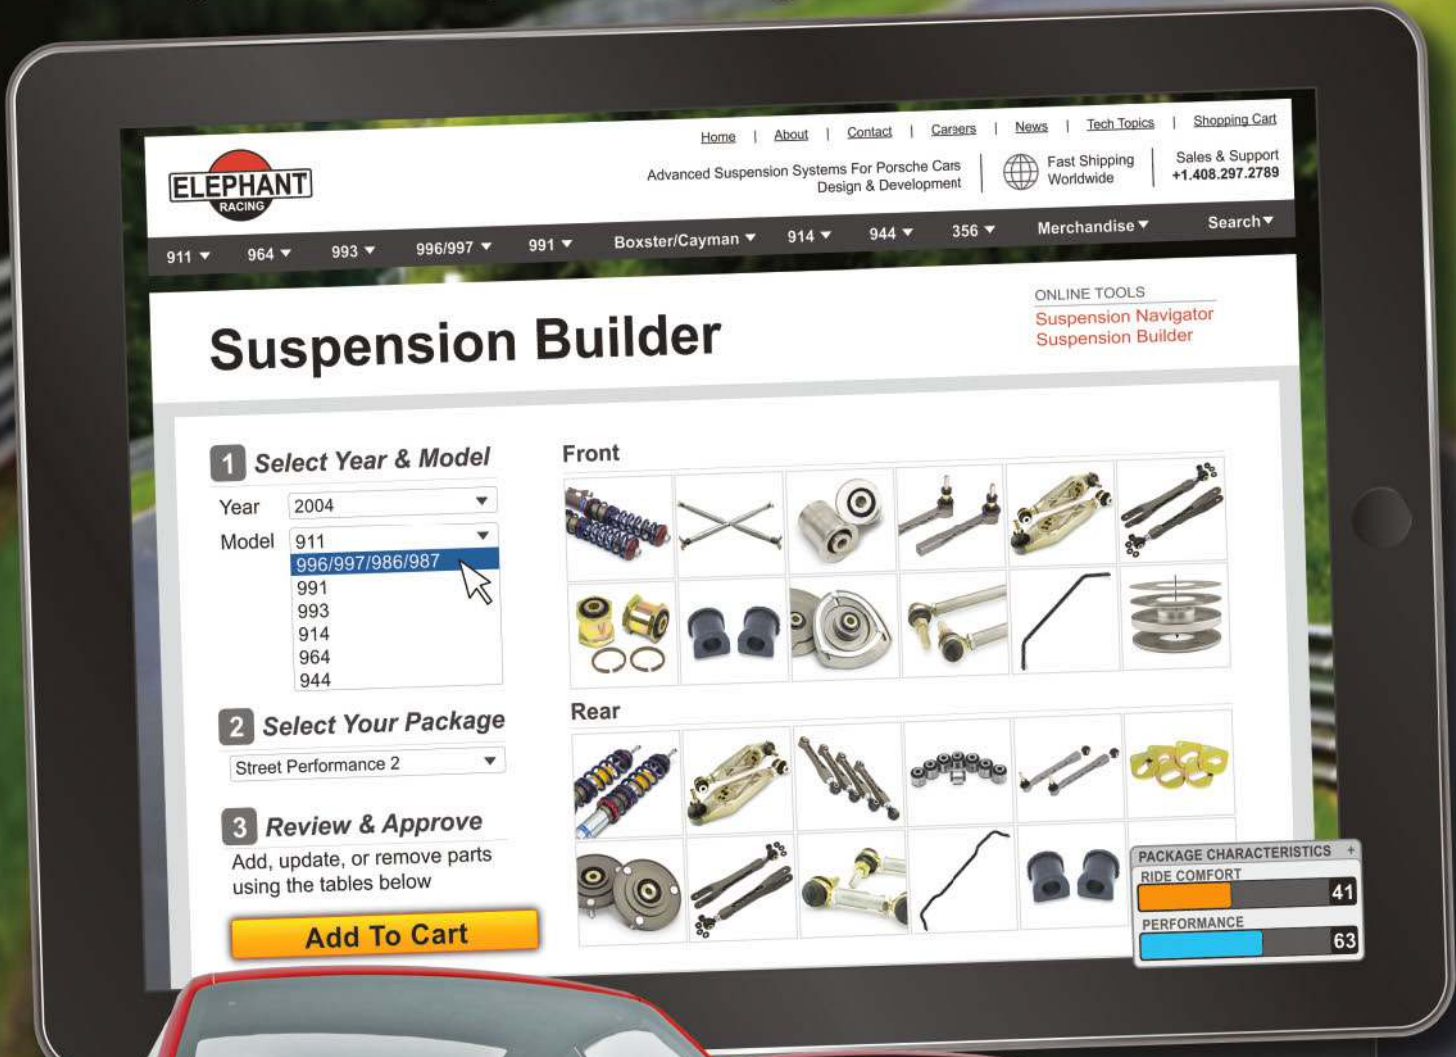 Home | About | Contact | Careers | News | Tech Topics | Shopping Cart
ELEPHANT
RACING
Advanced Suspension Systems For Porsche Cars
Design & Development
Fast Shipping
Worldwide
Sales & Support
+1.408.297.2789
911 964 993 996/997 991 Boxster/Cayman 914 944 356 Merchandise Search
Suspension Builder
ONLINE TOOLS
Suspension Navigator
Suspension Builder
1 Select Year & Model
Year 2004
Model 911
996/997/986/987
991
993
914
964
944
2 Select Your Package
Street Performance 2
3 Review & Approve
Add, update, or remove parts
using the tables below
Add To Cart
Front
Rear
PACKAGE CHARACTERISTICS +
RIDE COMFORT
41
PERFORMANCE
63